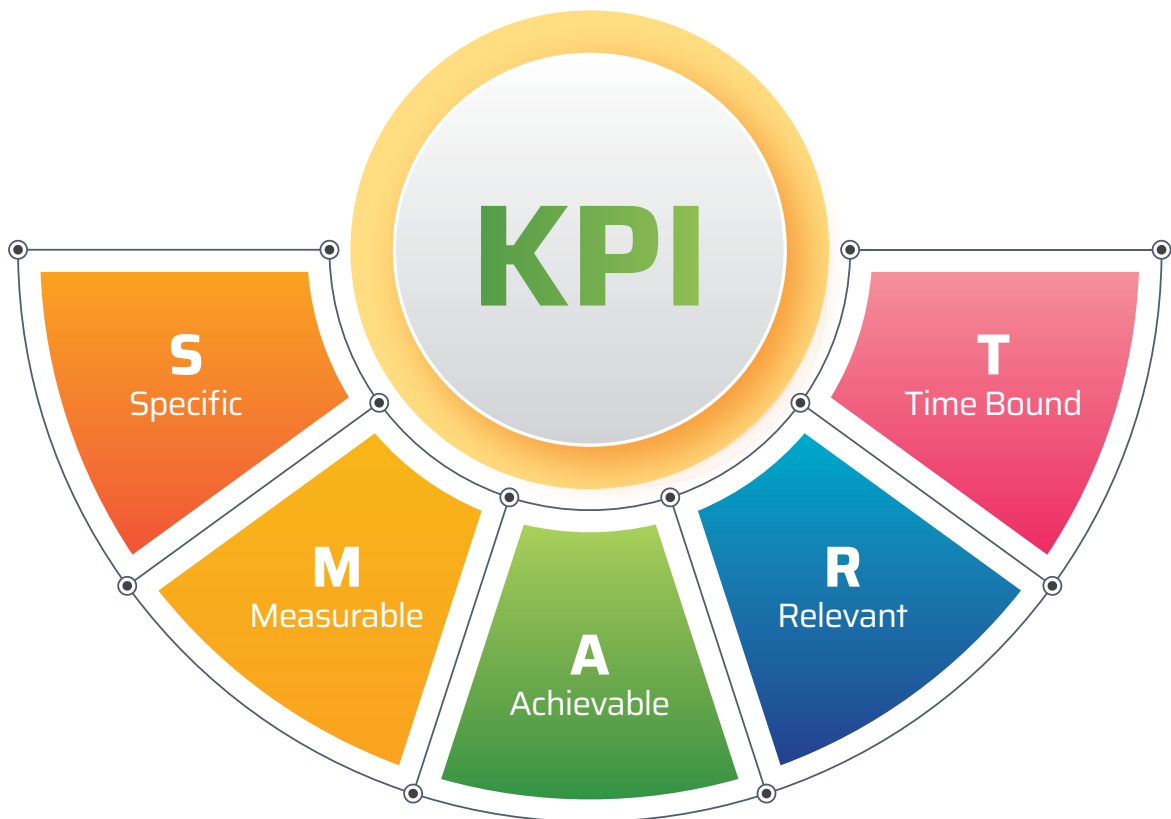 KPI
S
Specific
M
Measurable
A
Achievable
R
Relevant
T
Time Bound